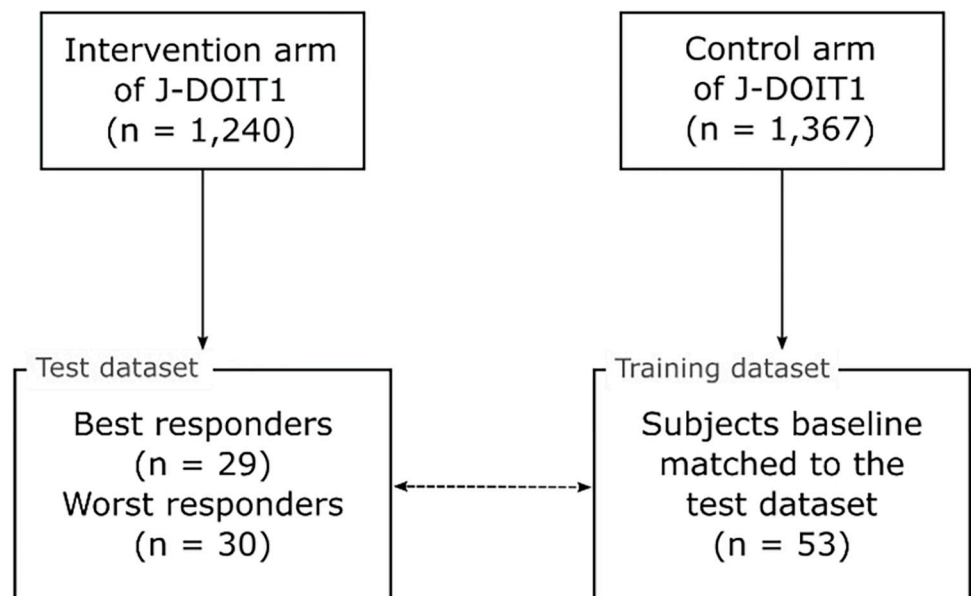 Intervention arm
of J-DOIT1
(n = 1,240)
Control arm
of J-DOIT1
(n = 1,367)
Test dataset
Best responders
(n = 29)
Worst responders
(n = 30)
Training dataset
Subjects baseline
matched to the
test dataset
(n = 53)